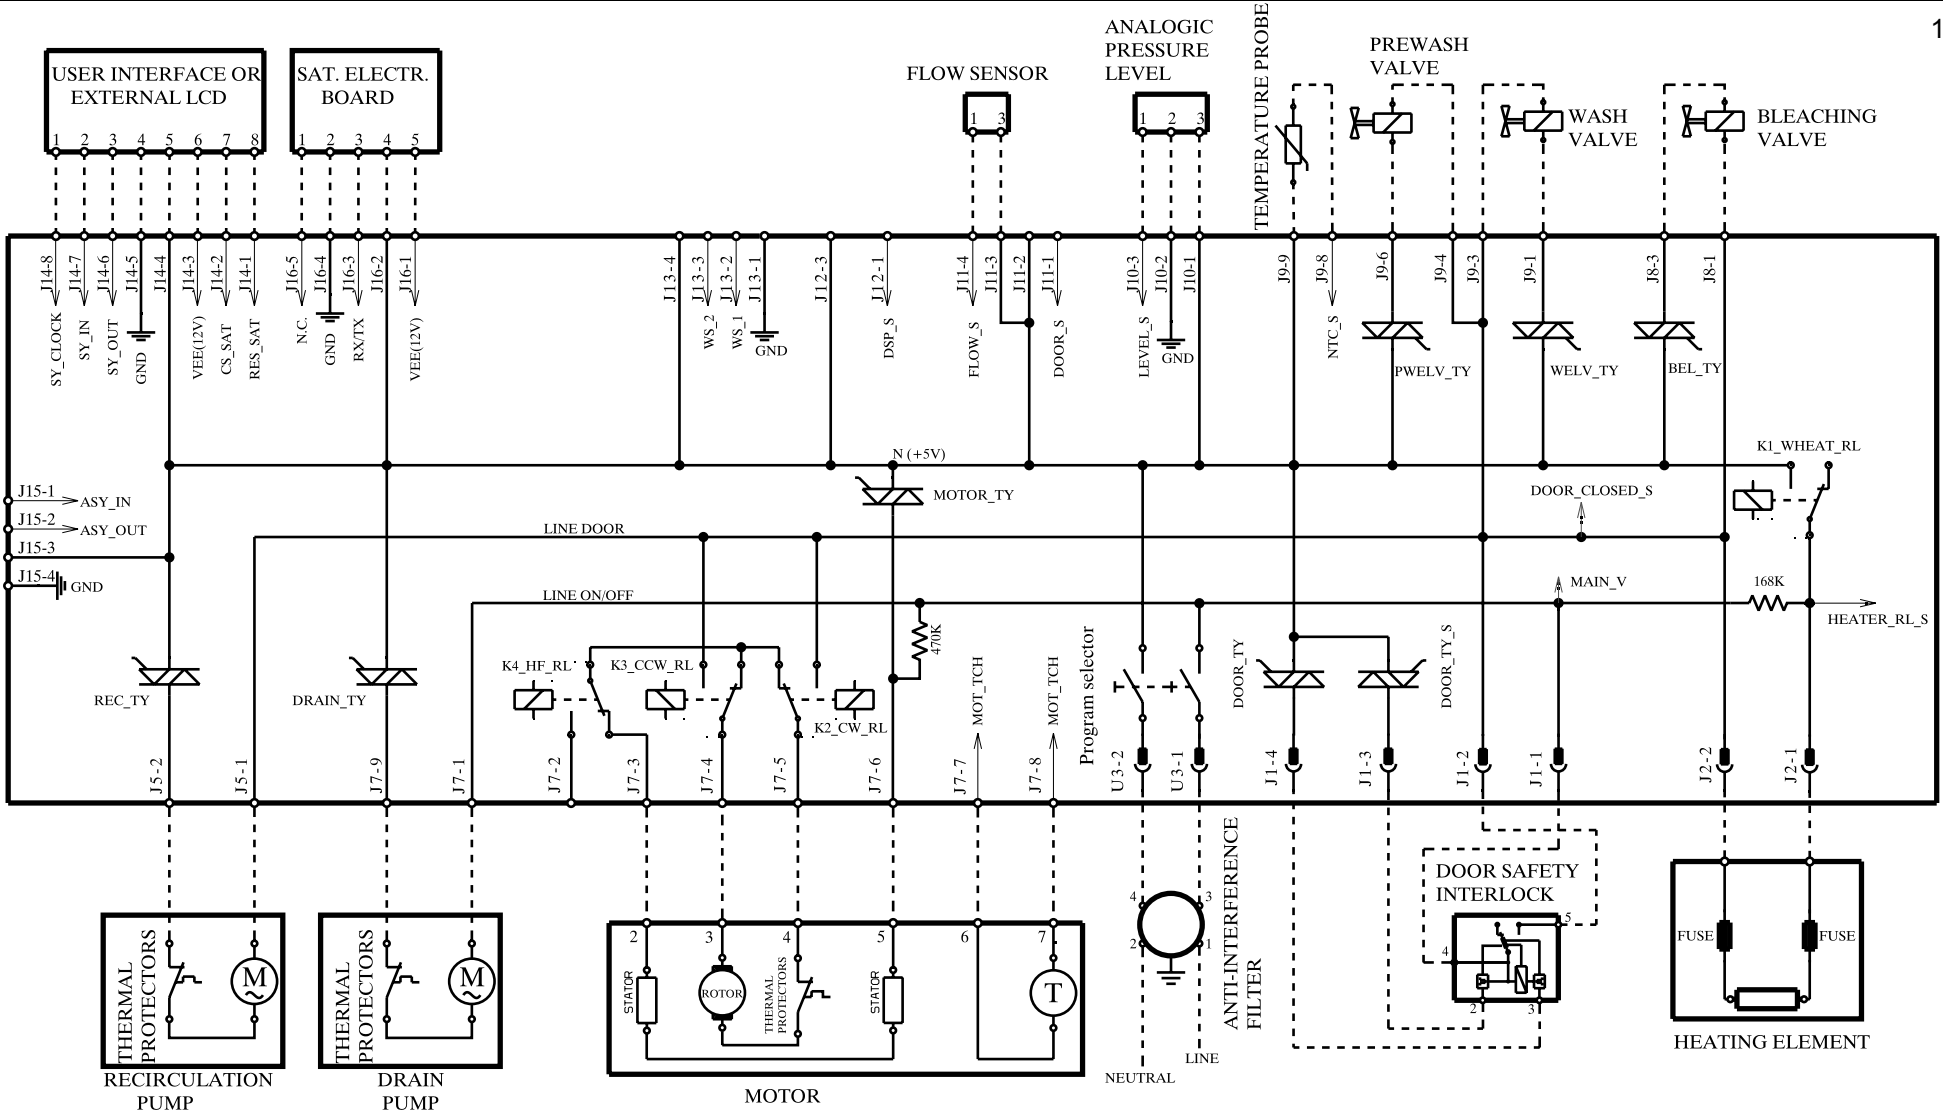 1
USER INTERFACE OR
EXTERNAL LCD
1 2 3 4 5 6 7 8
SAT. ELECTR.
BOARD
1 2 3 4 5
FLOW SENSOR
1 3
ANALOGIC
PRESSURE
LEVEL
1 2 3
TEMPERATURE PROBE
PREWASH
VALVE
WASH
VALVE
BLEACHING
VALVE
J14-8
J14-7
J14-6
J14-5
J14-4
J14-3
J14-2
J14-1
J16-5
J16-4
J16-3
J16-2
J16-1
J13-4
J13-3
J13-2
J13-1
J12-3
J12-1
J11-4
J11-3
J11-2
J11-1
J10-3
J10-2
J10-1
J9-9
J9-8
J9-6
J9-4
J9-3
J9-1
J8-3
J8-1
SY_CLOCK
SY_IN
SY_OUT
GND
VEE(12V)
CS_SAT
RES_SAT
N.C.
GND
RX/TX
VEE(12V)
WS_2
WS_1
GND
DSP_S
FLOW_S
DOOR_S
LEVEL_S
GND
NTC_S
PWELV_TY
WELV_TY
BEL_TY
N (+5V)
K1_WHEAT_RL
J15-1
ASY_IN
J15-2
ASY_OUT
J15-3
J15-4
GND
MOTOR_TY
DOOR_CLOSED_S
LINE DOOR
LINE ON/OFF
MAIN_V
168K
HEATER_RL_S
470K
REC_TY
DRAIN_TY
K4_HF_RL
K3_CCW_RL
K2_CW_RL
MOT_TCH
MOT_TCH
Program selector
DOOR_TY
DOOR_TY_S
J5-2
J5-1
J7-9
J7-1
J7-2
J7-3
J7-4
J7-5
J7-6
J7-7
J7-8
U3-2
U3-1
J1-4
J1-3
J1-2
J1-1
J2-2
J2-1
THERMAL
PROTECTORS
M
RECIRCULATION
PUMP
THERMAL
PROTECTORS
M
DRAIN
PUMP
2 3 4 5 6 7
STATOR
ROTOR
THERMAL
PROTECTORS
STATOR
T
MOTOR
4 3
2 1
NEUTRAL
LINE
ANTI-INTERFERENCE
FILTER
DOOR SAFETY
INTERLOCK
5
4
2 3
FUSE
FUSE
HEATING ELEMENT